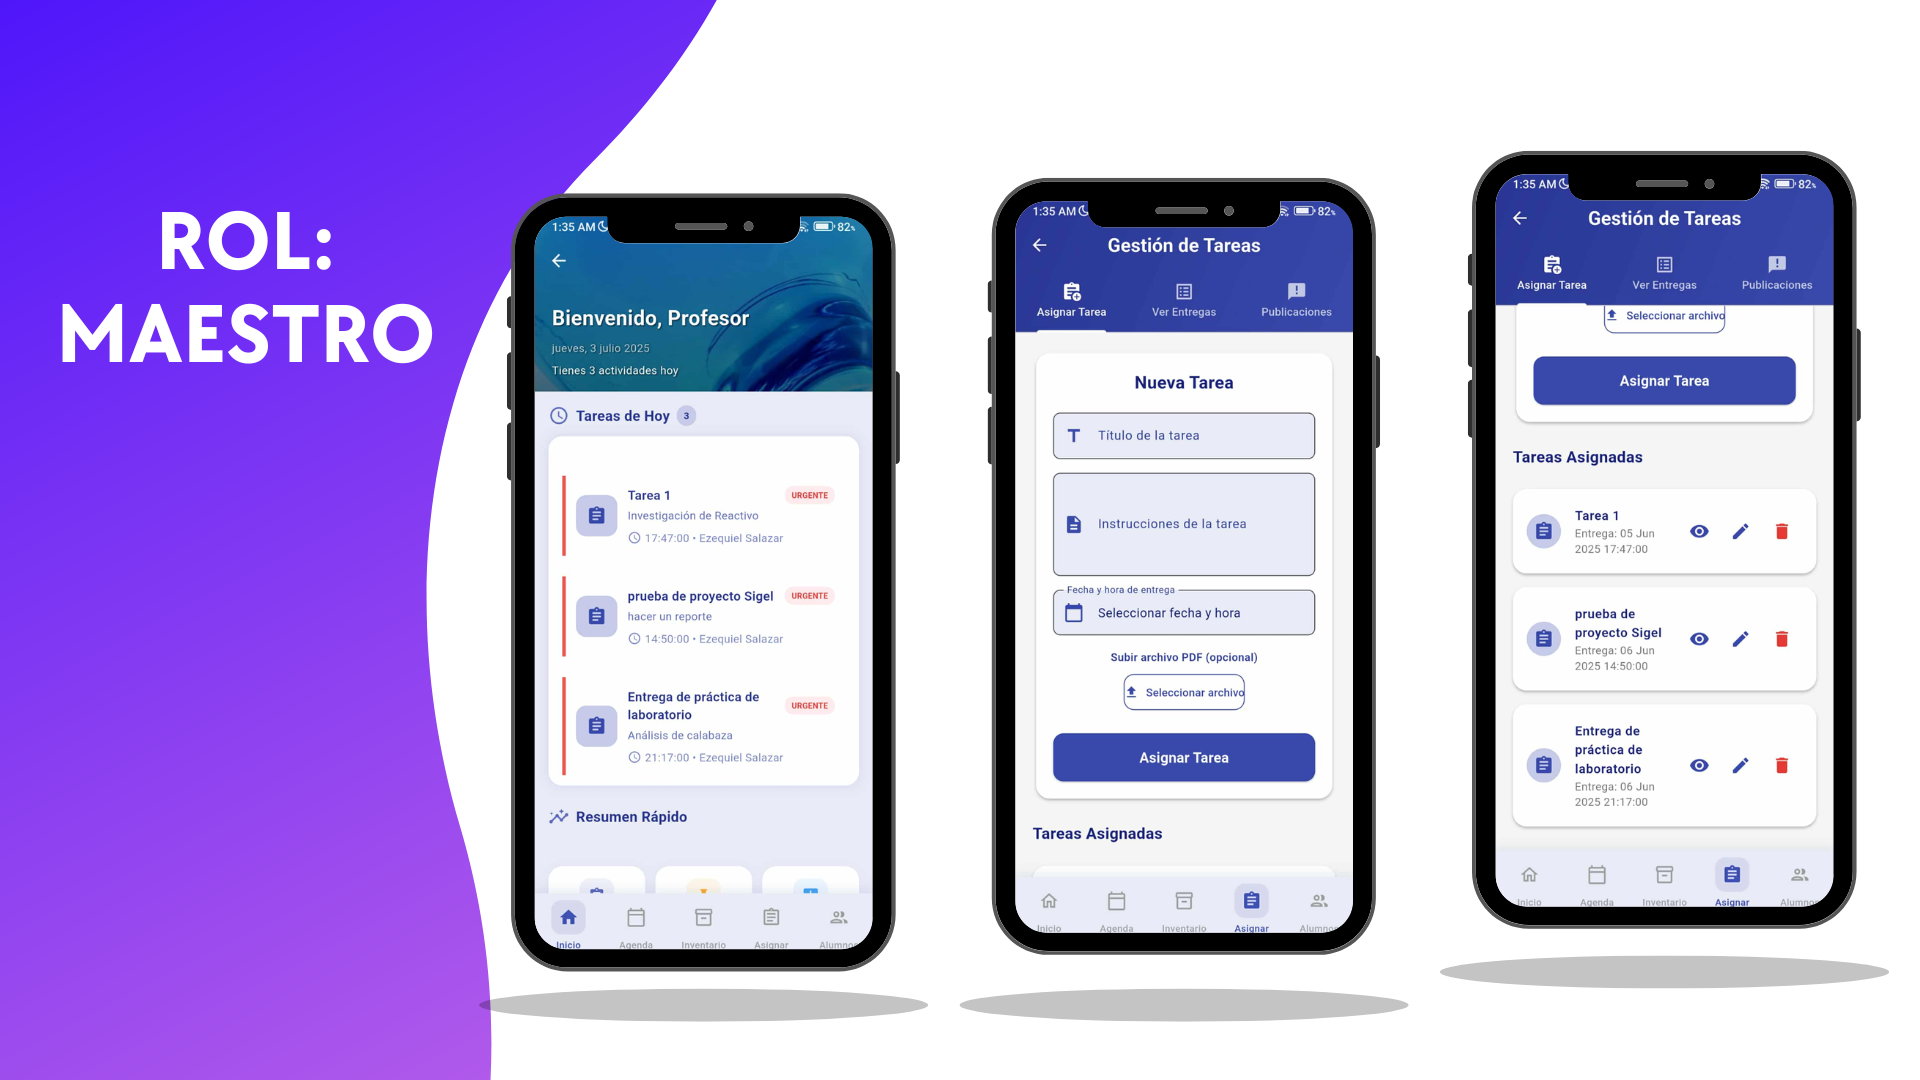 ROL:
MAESTRO
1:35 AM
82%
Bienvenido, Profesor
jueves, 3 julio 2025
Tienes 3 actividades hoy
Tareas de Hoy 3
Tarea 1 URGENTE
Investigación de Reactivo
17:47:00 • Ezequiel Salazar
prueba de proyecto Sigel URGENTE
hacer un reporte
14:50:00 • Ezequiel Salazar
Entrega de práctica de
laboratorio
URGENTE
Análisis de calabaza
21:17:00 • Ezequiel Salazar
Resumen Rápido
Inicio Agenda Inventario Asignar Alumnos
1:35 AM
82%
Gestión de Tareas
Asignar Tarea Ver Entregas Publicaciones
Nueva Tarea
Título de la tarea
Instrucciones de la tarea
Fecha y hora de entrega
Seleccionar fecha y hora
Subir archivo PDF (opcional)
Seleccionar archivo
Asignar Tarea
Tareas Asignadas
Inicio Agenda Inventario Asignar Alumnos
1:35 AM
82%
Gestión de Tareas
Asignar Tarea Ver Entregas Publicaciones
Seleccionar archivo
Asignar Tarea
Tareas Asignadas
Tarea 1
Entrega: 05 Jun
2025 17:47:00
prueba de
proyecto Sigel
Entrega: 06 Jun
2025 14:50:00
Entrega de
práctica de
laboratorio
Entrega: 06 Jun
2025 21:17:00
Inicio Agenda Inventario Asignar Alumnos